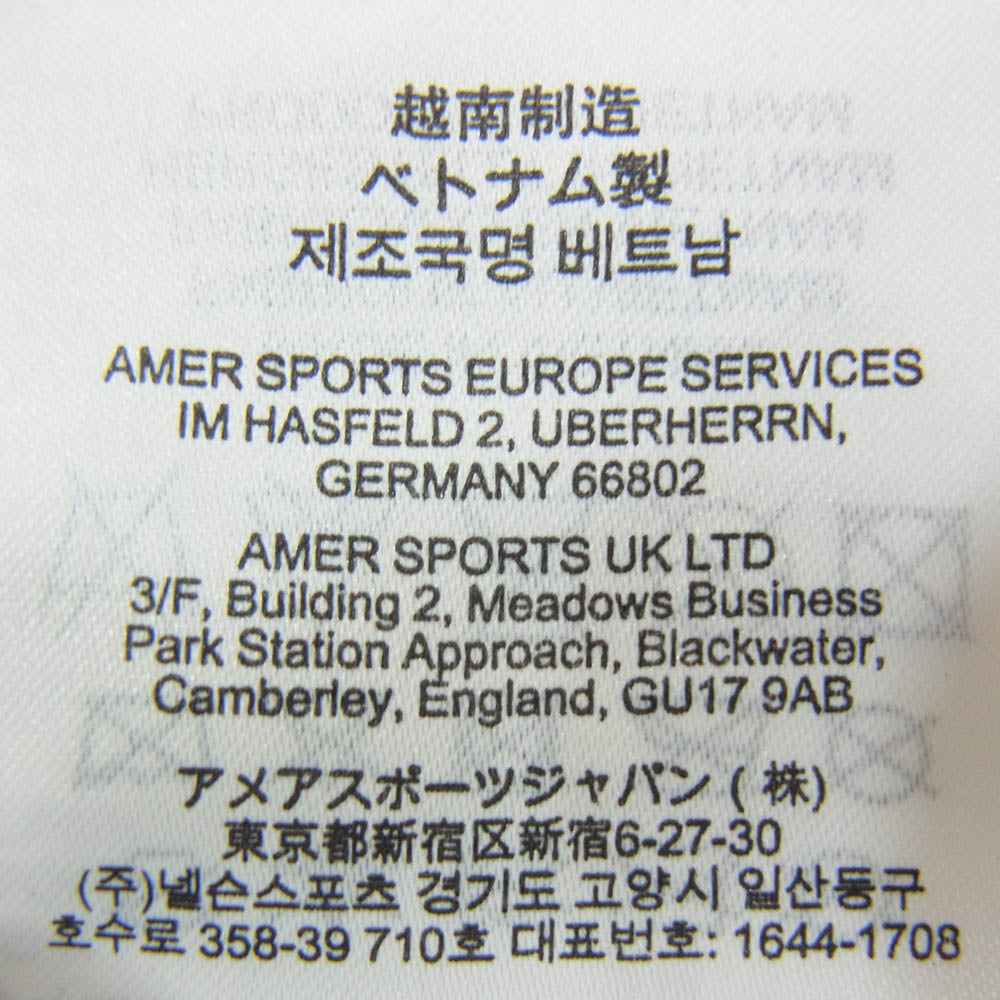 越南制造
ベトナム製
제조국명 베트남
AMER SPORTS EUROPE SERVICES
IM HASFELD 2, UBERHERRN,
GERMANY 66802
AMER SPORTS UK LTD
3/F, Building 2, Meadows Business
Park Station Approach, Blackwater,
Camberley, England, GU17 9AB
アメアスポーツジャパン ( 株)
東京都新宿区新宿6-27-30
(주)넬슨스포츠 경기도 고양시 일산동구
호수로 358-39 710호 대표번호: 1644-1708